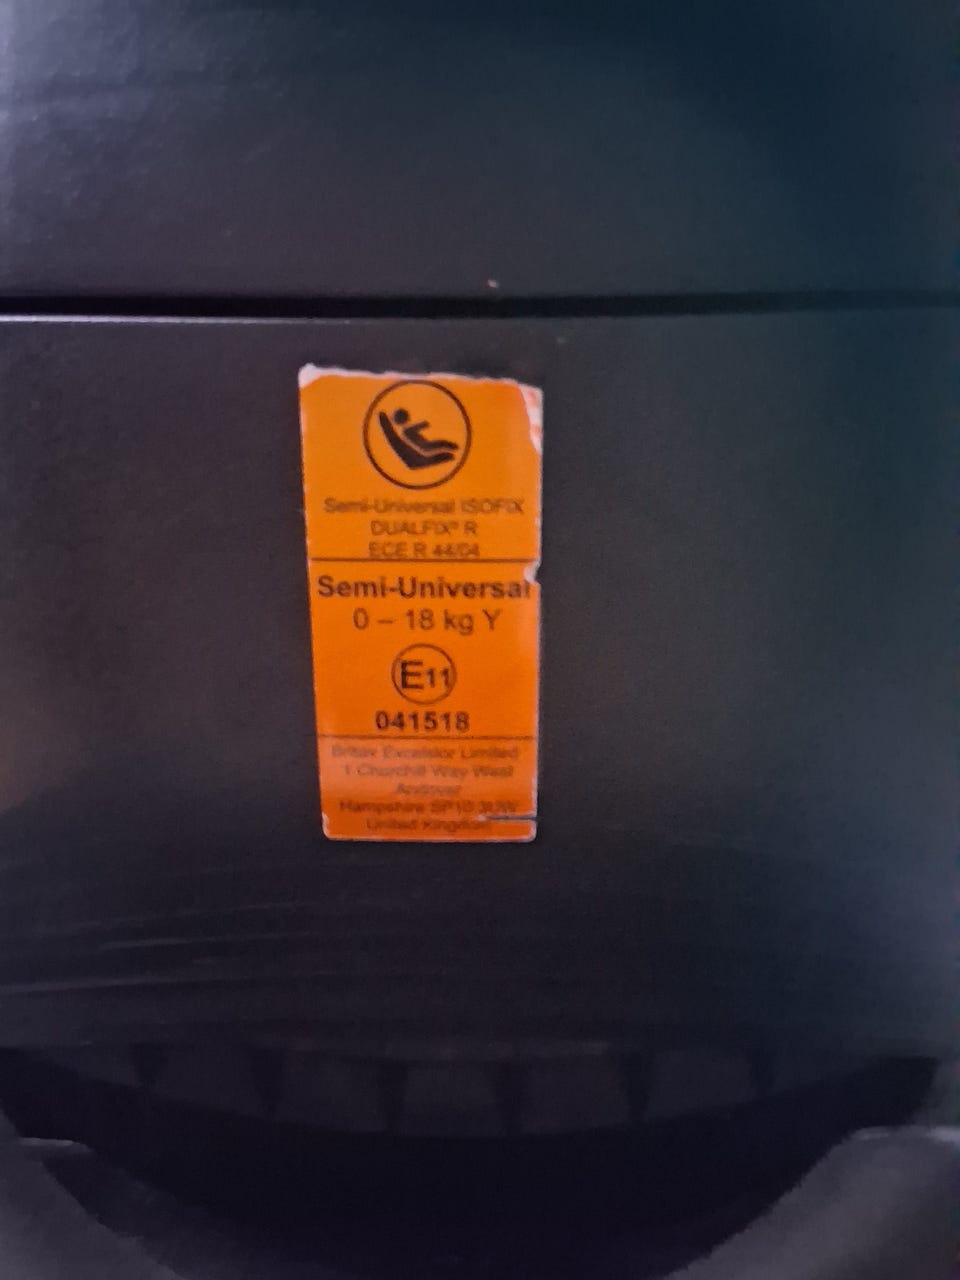 Semi-Universal ISOFIX
DUALFIX® R
ECE R 44/04
Semi-Universal
0 – 18 kg Y
E11
041518
Britax Excelsior Limited
1 Churchill Way West
Andover
Hampshire SP10 3UW
United Kingdom